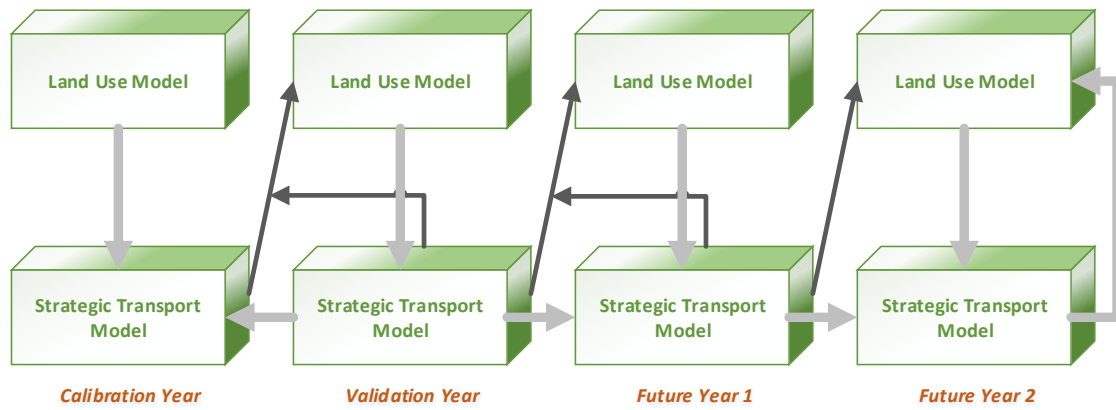 Land Use Model
Land Use Model
Land Use Model
Land Use Model
Strategic Transport
Model
Strategic Transport
Model
Strategic Transport
Model
Strategic Transport
Model
Calibration Year
Validation Year
Future Year 1
Future Year 2